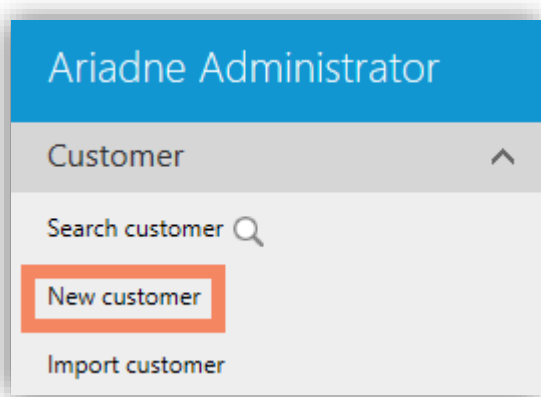 Ariadne Administrator
Customer
Search customer
New customer
Import customer